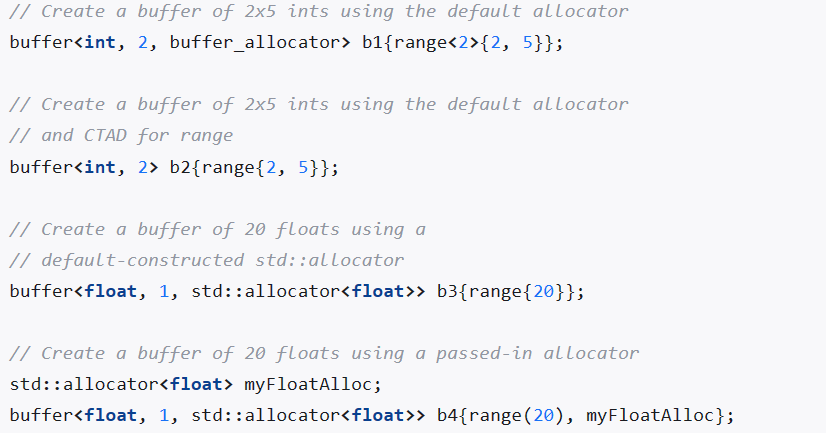 // Create a buffer of 2x5 ints using the default allocator
buffer<int, 2, buffer_allocator> b1{range<2>{2, 5}};
// Create a buffer of 2x5 ints using the default allocator
// and CTAD for range
buffer<int, 2> b2{range{2, 5}};
// Create a buffer of 20 floats using a
// default-constructed std::allocator
buffer<float, 1, std::allocator<float>> b3{range{20}};
// Create a buffer of 20 floats using a passed-in allocator
std::allocator<float> myFloatAlloc;
buffer<float, 1, std::allocator<float>> b4{range(20), myFloatAlloc};